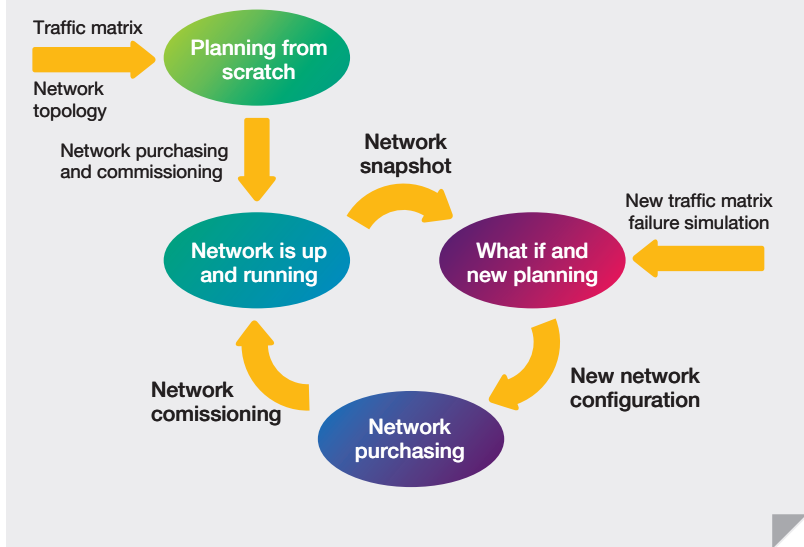 Traffic matrix
Planning from
scratch
Network
topology
Network purchasing
and commissioning
Network
snapshot
New traffic matrix
failure simulation
Network is up
and running
What if and
new planning
Network
comissioning
New network
configuration
Network
purchasing